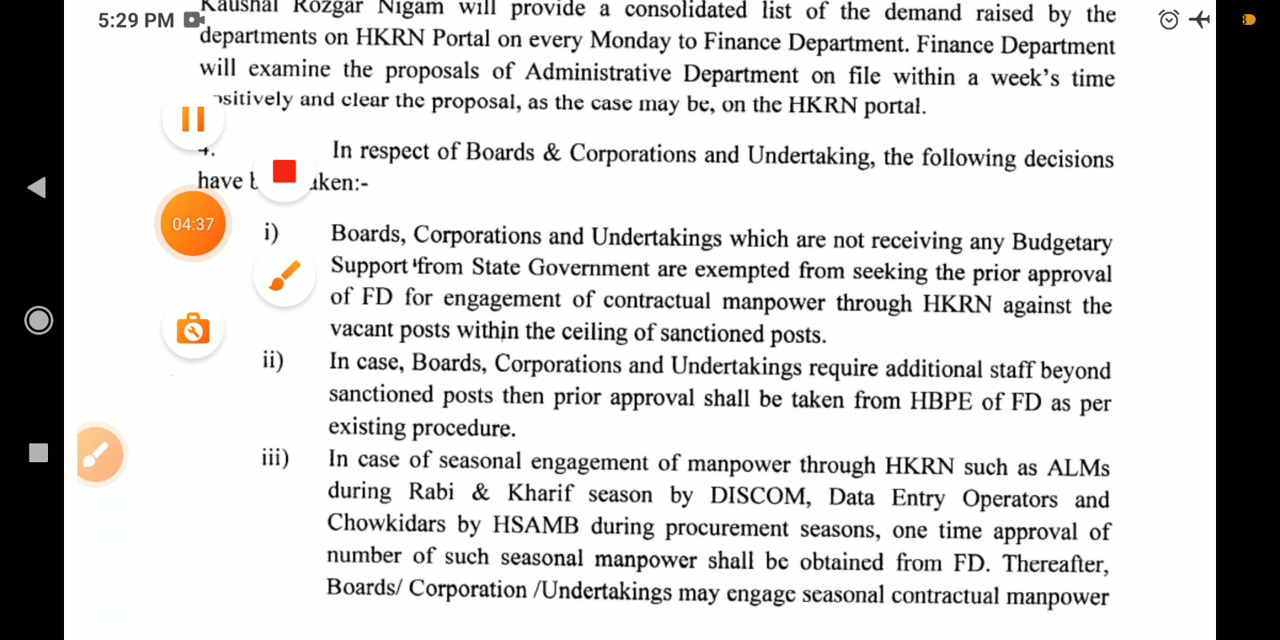 5:29 PM
Kaushal Rozgar Nigam will provide a consolidated list of the demand raised by the
departments on HKRN Portal on every Monday to Finance Department. Finance Department
will examine the proposals of Administrative Department on file within a week's time
ositively and clear the proposal, as the case may be, on the HKRN portal.
4. In respect of Boards & Corporations and Undertaking, the following decisions
have b aken:-
04:37
i) Boards, Corporations and Undertakings which are not receiving any Budgetary
Support from State Government are exempted from seeking the prior approval
of FD for engagement of contractual manpower through HKRN against the
vacant posts within the ceiling of sanctioned posts.
ii) In case, Boards, Corporations and Undertakings require additional staff beyond
sanctioned posts then prior approval shall be taken from HBPE of FD as per
existing procedure.
iii) In case of seasonal engagement of manpower through HKRN such as ALMs
during Rabi & Kharif season by DISCOM, Data Entry Operators and
Chowkidars by HSAMB during procurement seasons, one time approval of
number of such seasonal manpower shall be obtained from FD. Thereafter,
Boards/ Corporation /Undertakings may engage seasonal contractual manpower